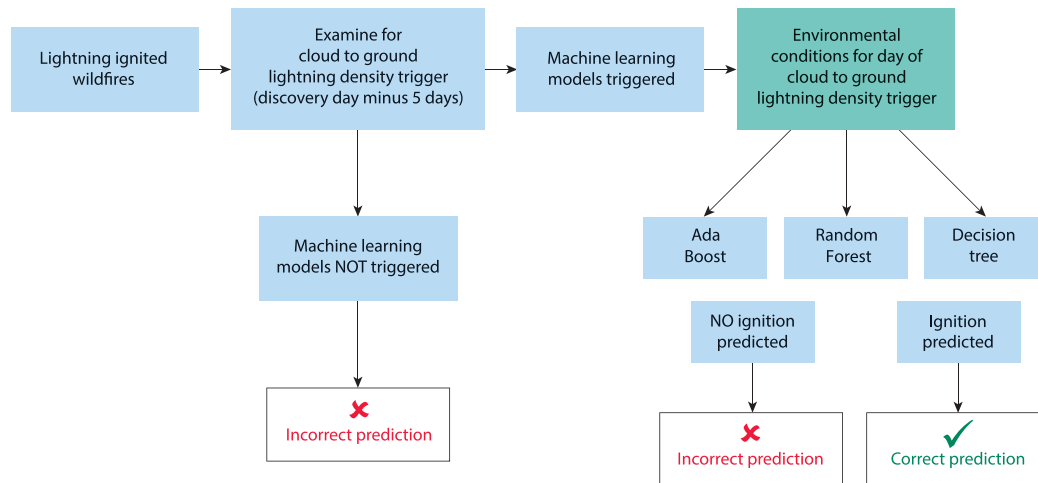 Lightning ignited
wildfires
Examine for
cloud to ground
lightning density trigger
(discovery day minus 5 days)
Machine learning
models triggered
Environmental
conditions for day of
cloud to ground
lightning density trigger
Machine learning
models NOT triggered
Ada
Boost
Random
Forest
Decision
tree
NO ignition
predicted
Ignition
predicted
Incorrect prediction
Incorrect prediction
Correct prediction